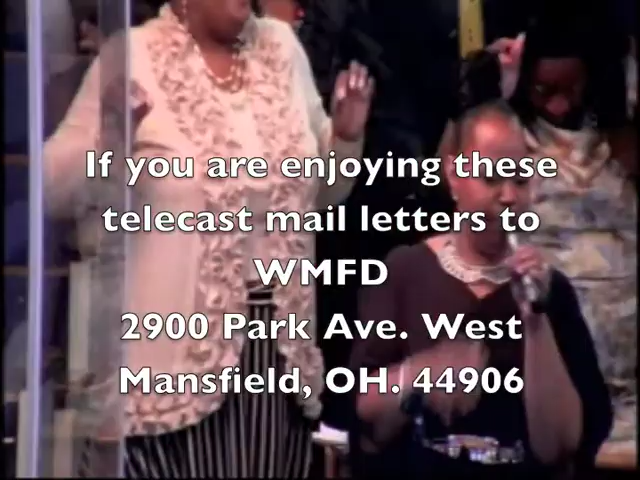 If you are enjoying these
telecast mail letters to
WMFD
2900 Park Ave. West
Mansfield, OH. 44906